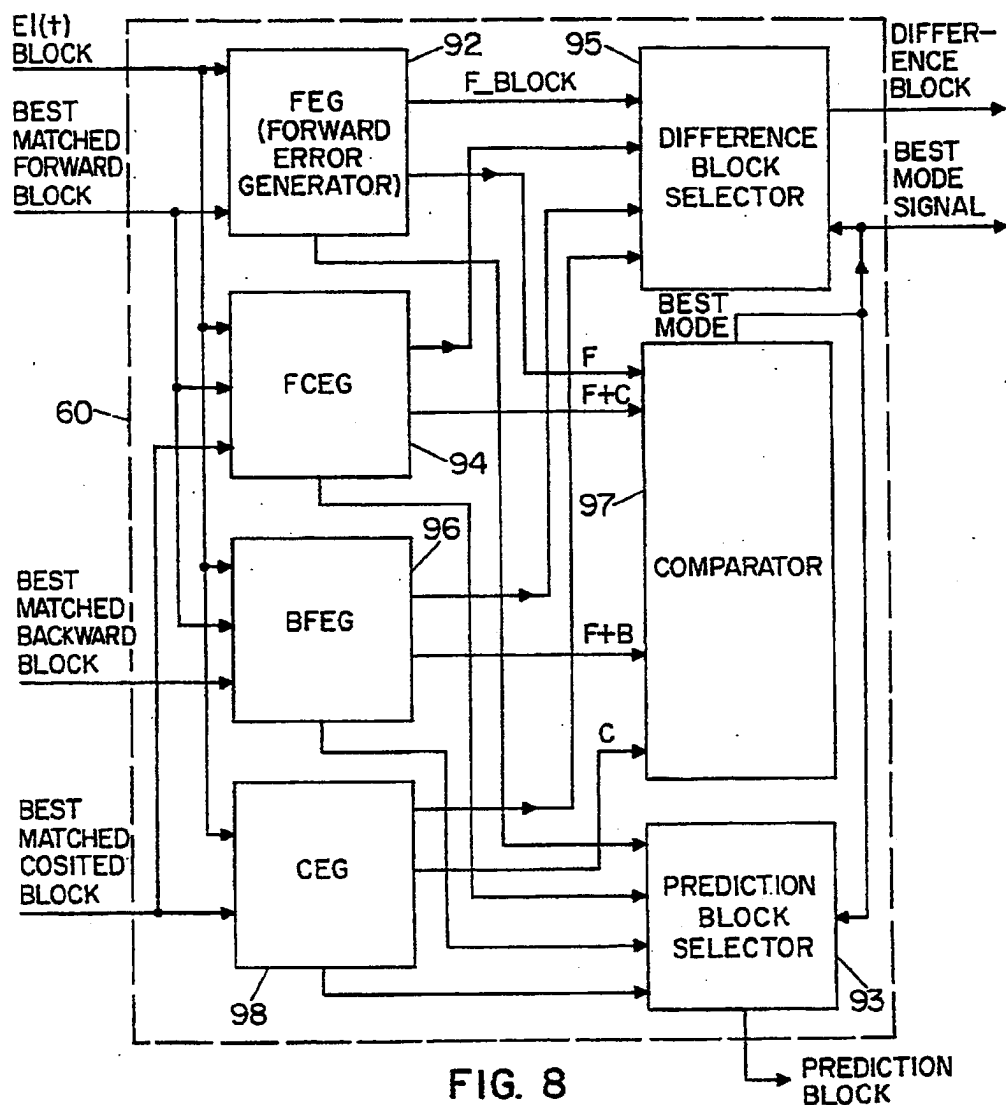 EI(t)
BLOCK
BEST
MATCHED
FORWARD
BLOCK
92
FEG
(FORWARD
ERROR
GENERATOR)
F_BLOCK
95
DIFFERENCE
BLOCK
SELECTOR
DIFFER-
ENCE
BLOCK
BEST
MODE
SIGNAL
BEST
MODE
60
FCEG
94
F
F+C
97
COMPARATOR
96
BFEG
F+B
BEST
MATCHED
BACKWARD
BLOCK
C
BEST
MATCHED
COSITED
BLOCK
CEG
98
PREDICTION
BLOCK
SELECTOR
93
PREDICTION
BLOCK
FIG. 8